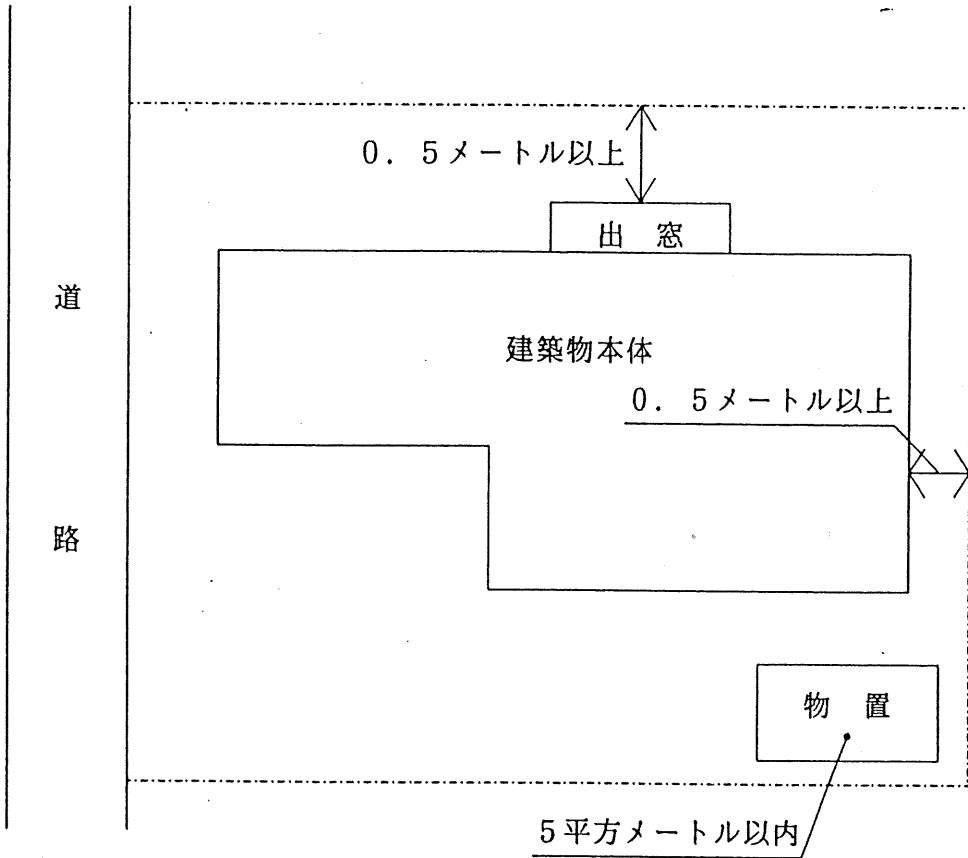 0．5メートル以上
出　窓
道
路
建築物本体
0．5メートル以上
物　置
5平方メートル以内